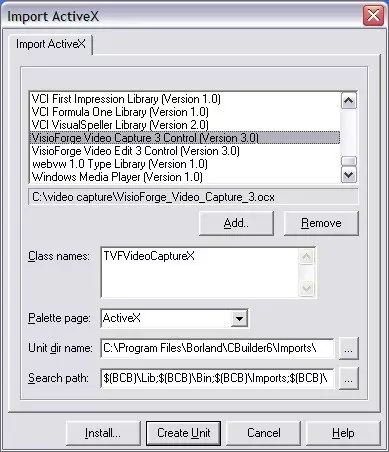 Import ActiveX
Import ActiveX
VCI First Impression Library (Version 1.0)
VCI Formula One Library (Version 1.0)
VCI VisualSpeller Library (Version 2.0)
VisioForge Video Capture 3 Control (Version 3.0)
VisioForge Video Edit 3 Control (Version 3.0)
webvw 1.0 Type Library (Version 1.0)
Windows Media Player (Version 1.0)
C:\video capture\VisioForge_Video_Capture_3.ocx
Add.. Remove
Class names: TVFVideoCaptureX
Palette page: ActiveX
Unit dir name: C:\Program Files\Borland\CBuilder6\Imports\ ...
Search path: $(BCB)\Lib;$(BCB)\Bin;$(BCB)\Imports;$(BCB)\ ...
Install... Create Unit Cancel Help